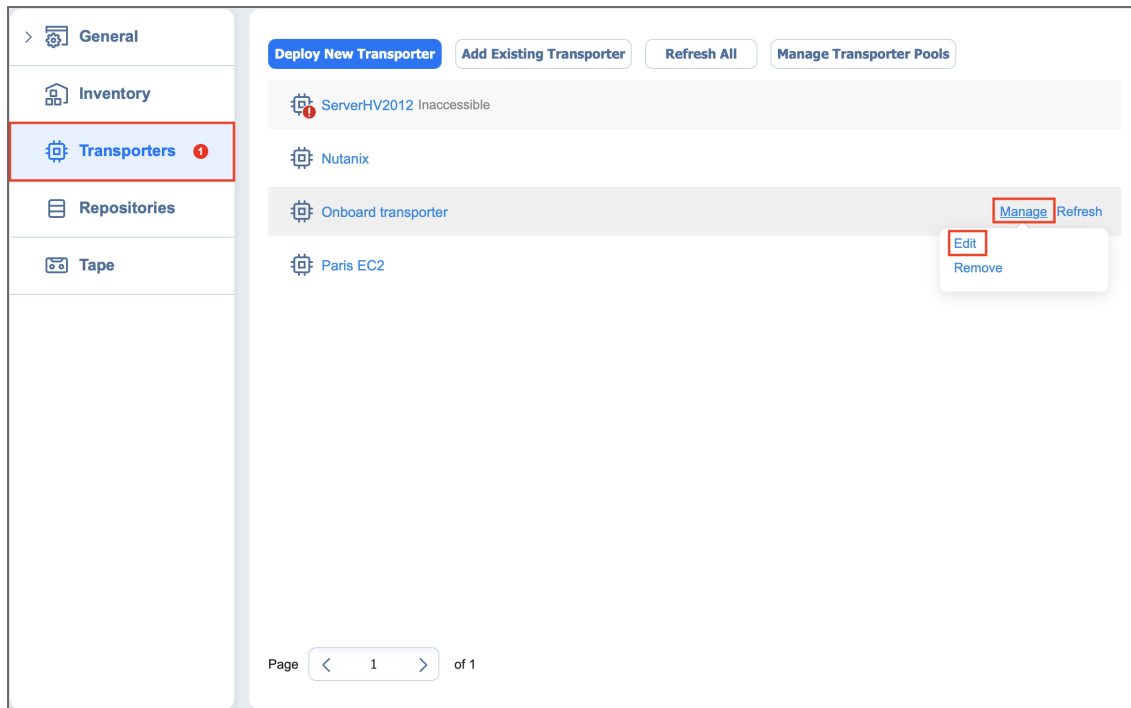 General
Inventory
Transporters 1
Repositories
Tape
Deploy New Transporter Add Existing Transporter Refresh All Manage Transporter Pools
ServerHV2012 Inaccessible
Nutanix
Onboard transporter Manage Refresh
Edit
Remove
Paris EC2
Page 1 of 1